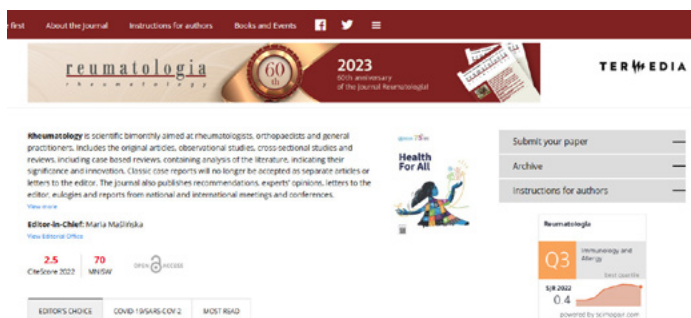 first About the Journal Instructions for authors Books and Events
reumatologia
rheumatology
60
th
2023
60th anniversary
of the journal Reumatologia!
TERMEDIA
Rheumatology is scientific bimonthly aimed at rheumatologists, orthopaedists and general
practitioners. Includes the original articles, observational studies, cross-sectional studies and
reviews, including case based reviews, containing analysis of the literature, indicating their
significance and innovation. Classic case reports will no longer be accepted as separate articles or
letters to the editor. The journal also publishes recommendations, experts' opinions, letters to the
editor, eulogies and reports from national and international meetings and conferences.
View more
Editor-in-Chief: Maria Maślińska
View Editorial Office
2.5
CiteScore 2022
70
MNiSW
OPEN ACCESS
EDITOR'S CHOICE COVID-19/SARS-COV-2 MOST READ
Health
For All
Submit your paper
Archive
Instructions for authors
Reumatologia
Q3
Immunology and
Allergy
best quartile
SJR 2022
0.4
powered by scimagojr.com